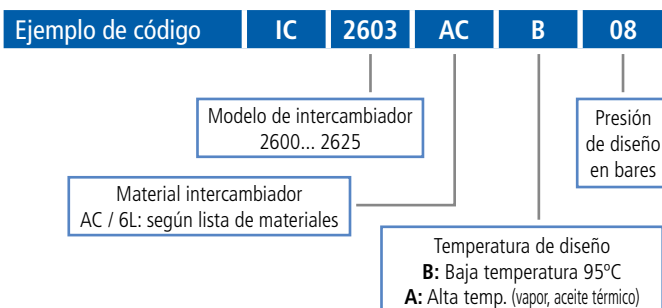 Ejemplo de código IC 2603 AC B 08
Modelo de intercambiador
2600... 2625
Presión
de diseño
en bares
Material intercambiador
AC / 6L: según lista de materiales
Temperatura de diseño
B: Baja temperatura 95ºC
A: Alta temp. (vapor, aceite térmico)